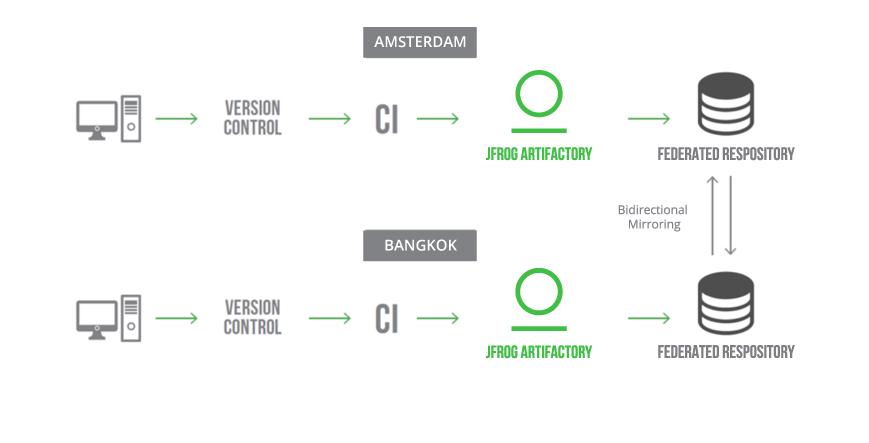 AMSTERDAM
VERSION
CONTROL
CI
JFROG ARTIFACTORY
FEDERATED RESPOSITORY
Bidirectional
Mirroring
BANGKOK
VERSION
CONTROL
CI
JFROG ARTIFACTORY
FEDERATED RESPOSITORY